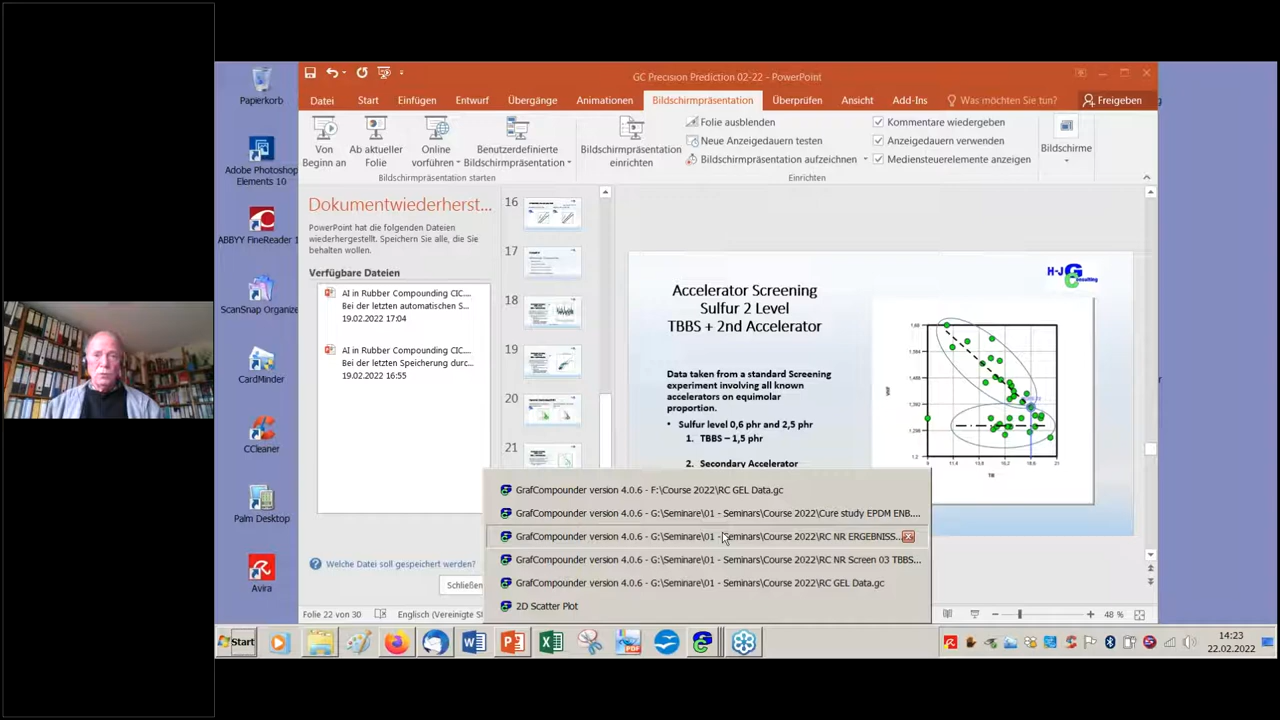 GC Precision Prediction 02-22 - PowerPoint
Datei Start Einfügen Entwurf Übergänge Animationen Bildschirmpräsentation Überprüfen Ansicht Add-Ins Was möchten Sie tun? Freigeben
Von Beginn an
Ab aktueller Folie
Online vorführen
Benutzerdefinierte Bildschirmpräsentation
Bildschirmpräsentation einrichten
Folie ausblenden
Neue Anzeigedauern testen
Bildschirmpräsentation aufzeichnen
Kommentare wiedergeben
Anzeigedauern verwenden
Mediensteuerelemente anzeigen
Bildschirme
Bildschirmpräsentation starten
Einrichten
Papierkorb
Adobe Photoshop
Elements 10
ABBYY FineReader 1
ScanSnap Organize
CardMinder
CCleaner
Palm Desktop
Avira
Dokumentwiederherst...
PowerPoint hat die folgenden Dateien
wiederhergestellt. Speichern Sie alle, die Sie
behalten wollen.
Verfügbare Dateien
AI in Rubber Compounding CIC....
Bei der letzten automatischen S...
19.02.2022 17:04
AI in Rubber Compounding CIC....
Bei der letzten Speicherung durc...
19.02.2022 16:55
Welche Datei soll gespeichert werden?
Schließen
16
17
18
19
20
21
H-J
G
Consulting
Accelerator Screening
Sulfur 2 Level
TBBS + 2nd Accelerator
Data taken from a standard Screening
experiment involving all known
accelerators on equimolar
proportion.
• Sulfur level 0,6 phr and 2,5 phr
1. TBBS – 1,5 phr
2. Secondary Accelerator
1,584
1,488
1,392
1,2
9
21
GrafCompounder version 4.0.6 - F:\Course 2022\RC GEL Data.gc
GrafCompounder version 4.0.6 - G:\Seminare\01 - Seminars\Course 2022\Cure study EPDM ENB....
GrafCompounder version 4.0.6 - G:\Seminare\01 - Seminars\Course 2022\RC NR ERGEBNISS...
GrafCompounder version 4.0.6 - G:\Seminare\01 - Seminars\Course 2022\RC NR Screen 03 TBBS...
GrafCompounder version 4.0.6 - G:\Seminare\01 - Seminars\Course 2022\RC GEL Data.gc
2D Scatter Plot
Folie 22 von 30 Englisch (Vereinigte S
48 %
Start
14:23
22.02.2022